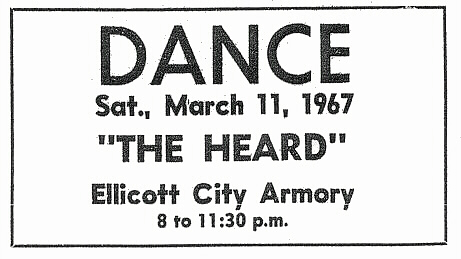 DANCE
Sat., March 11, 1967
"THE HEARD"
Ellicott City Armory
8 to 11:30 p.m.